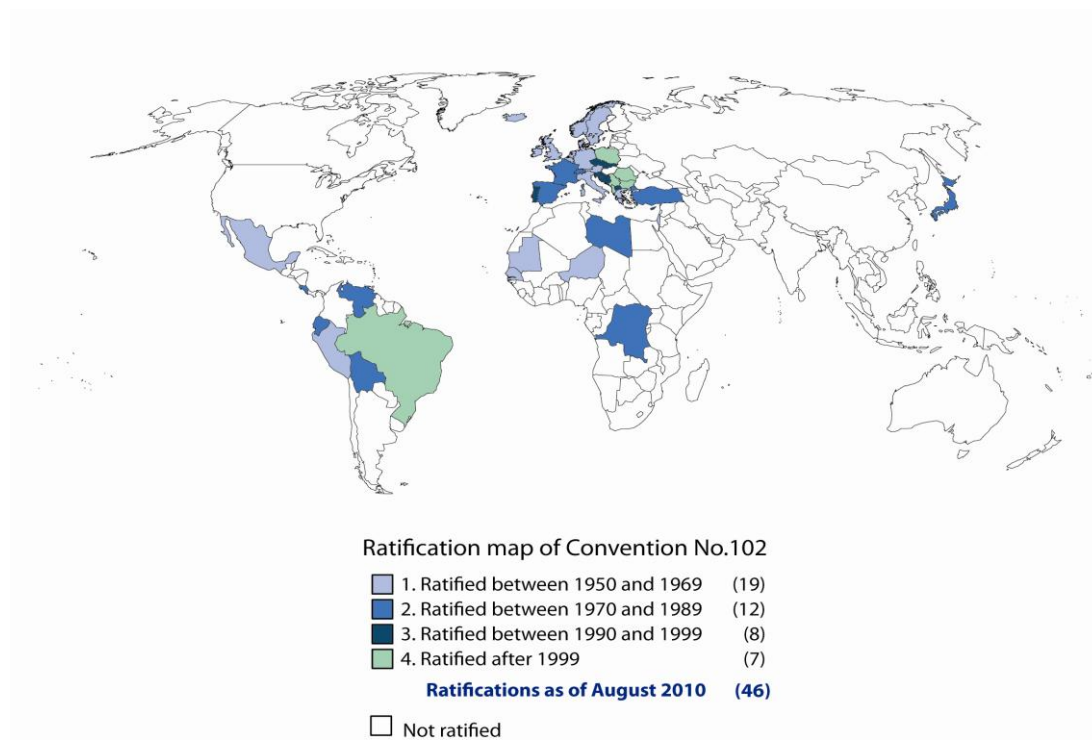 Ratification map of Convention No.102
1. Ratified between 1950 and 1969 (19)
2. Ratified between 1970 and 1989 (12)
3. Ratified between 1990 and 1999 (8)
4. Ratified after 1999 (7)
Ratifications as of August 2010 (46)
Not ratified